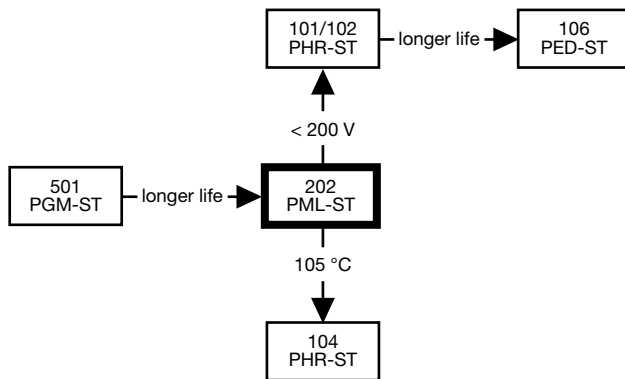 101/102
PHR-ST
longer life
106
PED-ST
< 200 V
501
PGM-ST
longer life
202
PML-ST
105 °C
104
PHR-ST